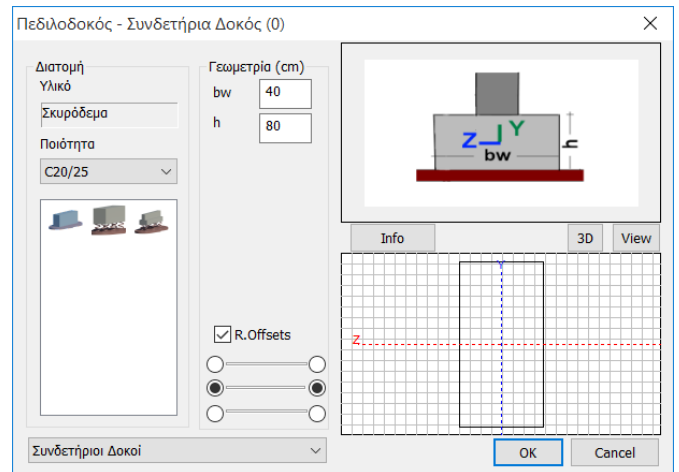 Πεδιλοδοκός - Συνδετήρια Δοκός (0)
Διατομή
Υλικό
Σκυρόδεμα
Ποιότητα
C20/25
Γεωμετρία (cm)
bw 40
h 80
R.Offsets
Συνδετήριοι Δοκοί
Z Y
bw
h
Info
3D
View
Y
Z
OK
Cancel